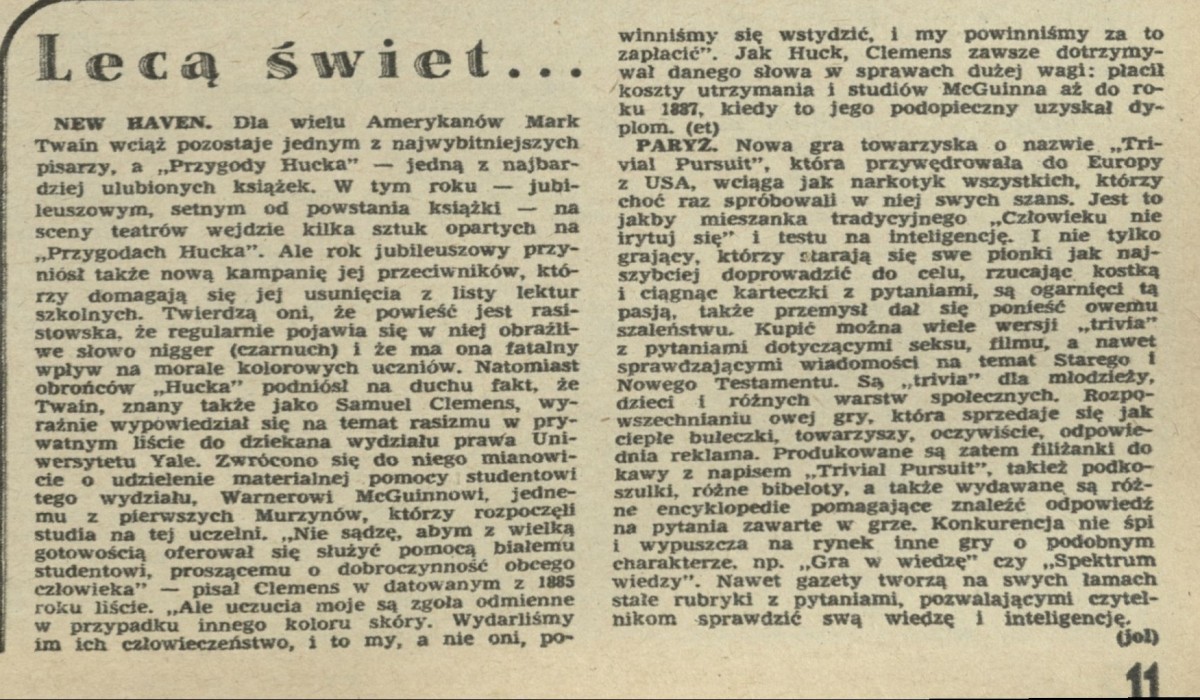 Lecą świet...
NEW HAVEN. Dla wielu Amerykanów Mark
Twain wciąż pozostaje jednym z najwybitniejszych
pisarzy, a „Przygody Hucka” — jedną z najbar-
dziej ulubionych książek. W tym roku — jubi-
leuszowym, setnym od powstania książki — na
sceny teatrów wejdzie kilka sztuk opartych na
„Przygodach Hucka”. Ale rok jubileuszowy przy-
niósł także nową kampanię jej przeciwników, któ-
rzy domagają się jej usunięcia z listy lektur
szkolnych. Twierdzą oni, że powieść jest rasi-
stowska, że regularnie pojawia się w niej obraźli-
we słowo nigger (czarnuch) i że ma ona fatalny
wpływ na morale kolorowych uczniów. Natomiast
obrońców „Hucka” podniósł na duchu fakt, że
Twain, znany także jako Samuel Clemens, wy-
raźnie wypowiedział się na temat rasizmu w pry-
watnym liście do dziekana wydziału prawa Uni-
wersytetu Yale. Zwrócono się do niego mianowi-
cie o udzielenie materialnej pomocy studentowi
tego wydziału, Warnerowi McGuinnowi, jedne-
mu z pierwszych Murzynów, którzy rozpoczęli
studia na tej uczelni. „Nie sądzę, abym z wielką
gotowością oferował się służyć pomocą białemu
studentowi, proszącemu o dobroczynność obcego
człowieka” — pisał Clemens w datowanym z 1885
roku liście. „Ale uczucia moje są zgoła odmienne
w przypadku innego koloru skóry. Wydarliśmy
im ich człowieczeństwo, i to my, a nie oni, po-
winniśmy się wstydzić, i my powinniśmy za to
zapłacić”. Jak Huck, Clemens zawsze dotrzymy-
wał danego słowa w sprawach dużej wagi: płacił
koszty utrzymania i studiów McGuinna aż do ro-
ku 1887, kiedy to jego podopieczny uzyskał dy-
plom. (et)
PARYŻ. Nowa gra towarzyska o nazwie „Tri-
vial Pursuit”, która przywędrowała do Europy
z USA, wciąga jak narkotyk wszystkich, którzy
choć raz spróbowali w niej swych szans. Jest to
jakby mieszanka tradycyjnego „Człowieku nie
irytuj się” i testu na inteligencję. I nie tylko
grający, którzy starają się swe pionki jak naj-
szybciej doprowadzić do celu, rzucając kostką
i ciągnąc karteczki z pytaniami, są ogarnięci tą
pasją, także przemysł dał się ponieść owemu
szaleństwu. Kupić można wiele wersji „trivia”
z pytaniami dotyczącymi seksu, filmu, a nawet
sprawdzającymi wiadomości na temat Starego i
Nowego Testamentu. Są „trivia” dla młodzieży,
dzieci i różnych warstw społecznych. Rozpo-
wszechnianiu owej gry, która sprzedaje się jak
ciepłe bułeczki, towarzyszy, oczywiście, odpowie-
dnia reklama. Produkowane są zatem filiżanki do
kawy z napisem „Trivial Pursuit”, takież podko-
szulki, różne bibeloty, a także wydawane są róż-
ne encyklopedie pomagające znaleźć odpowiedź
na pytania zawarte w grze. Konkurencja nie śpi
i wypuszcza na rynek inne gry o podobnym
charakterze, np. „Gra w wiedzę” czy „Spektrum
wiedzy”. Nawet gazety tworzą na swych łamach
stałe rubryki z pytaniami, pozwalającymi czytel-
nikom sprawdzić swą wiedzę i inteligencję.
(jol)
11